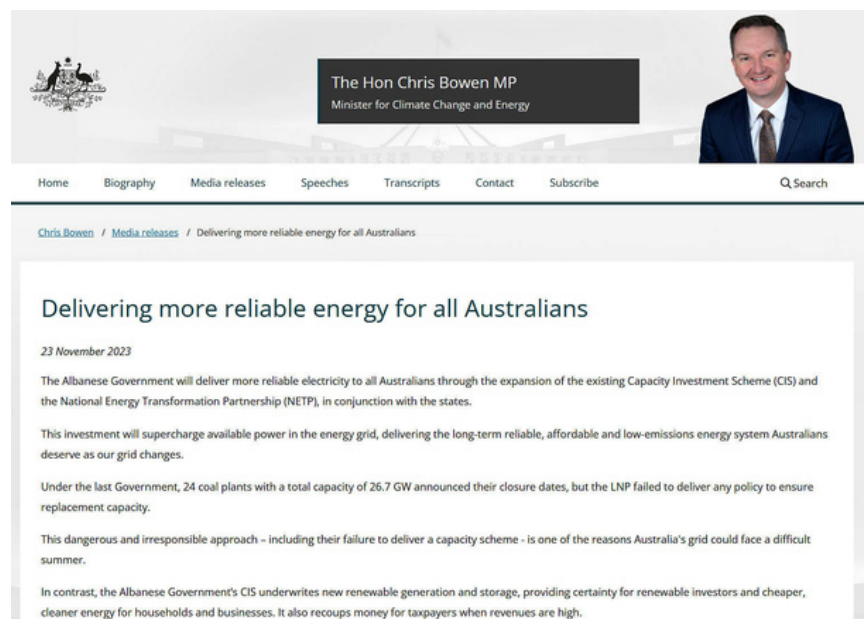 The Hon Chris Bowen MP
Minister for Climate Change and Energy
Home Biography Media releases Speeches Transcripts Contact Subscribe Search
Chris Bowen / Media releases / Delivering more reliable energy for all Australians
Delivering more reliable energy for all Australians
23 November 2023
The Albanese Government will deliver more reliable electricity to all Australians through the expansion of the existing Capacity Investment Scheme (CIS) and
the National Energy Transformation Partnership (NETP), in conjunction with the states.
This investment will supercharge available power in the energy grid, delivering the long-term reliable, affordable and low-emissions energy system Australians
deserve as our grid changes.
Under the last Government, 24 coal plants with a total capacity of 26.7 GW announced their closure dates, but the LNP failed to deliver any policy to ensure
replacement capacity.
This dangerous and irresponsible approach – including their failure to deliver a capacity scheme - is one of the reasons Australia's grid could face a difficult
summer.
In contrast, the Albanese Government's CIS underwrites new renewable generation and storage, providing certainty for renewable investors and cheaper,
cleaner energy for households and businesses. It also recoups money for taxpayers when revenues are high.